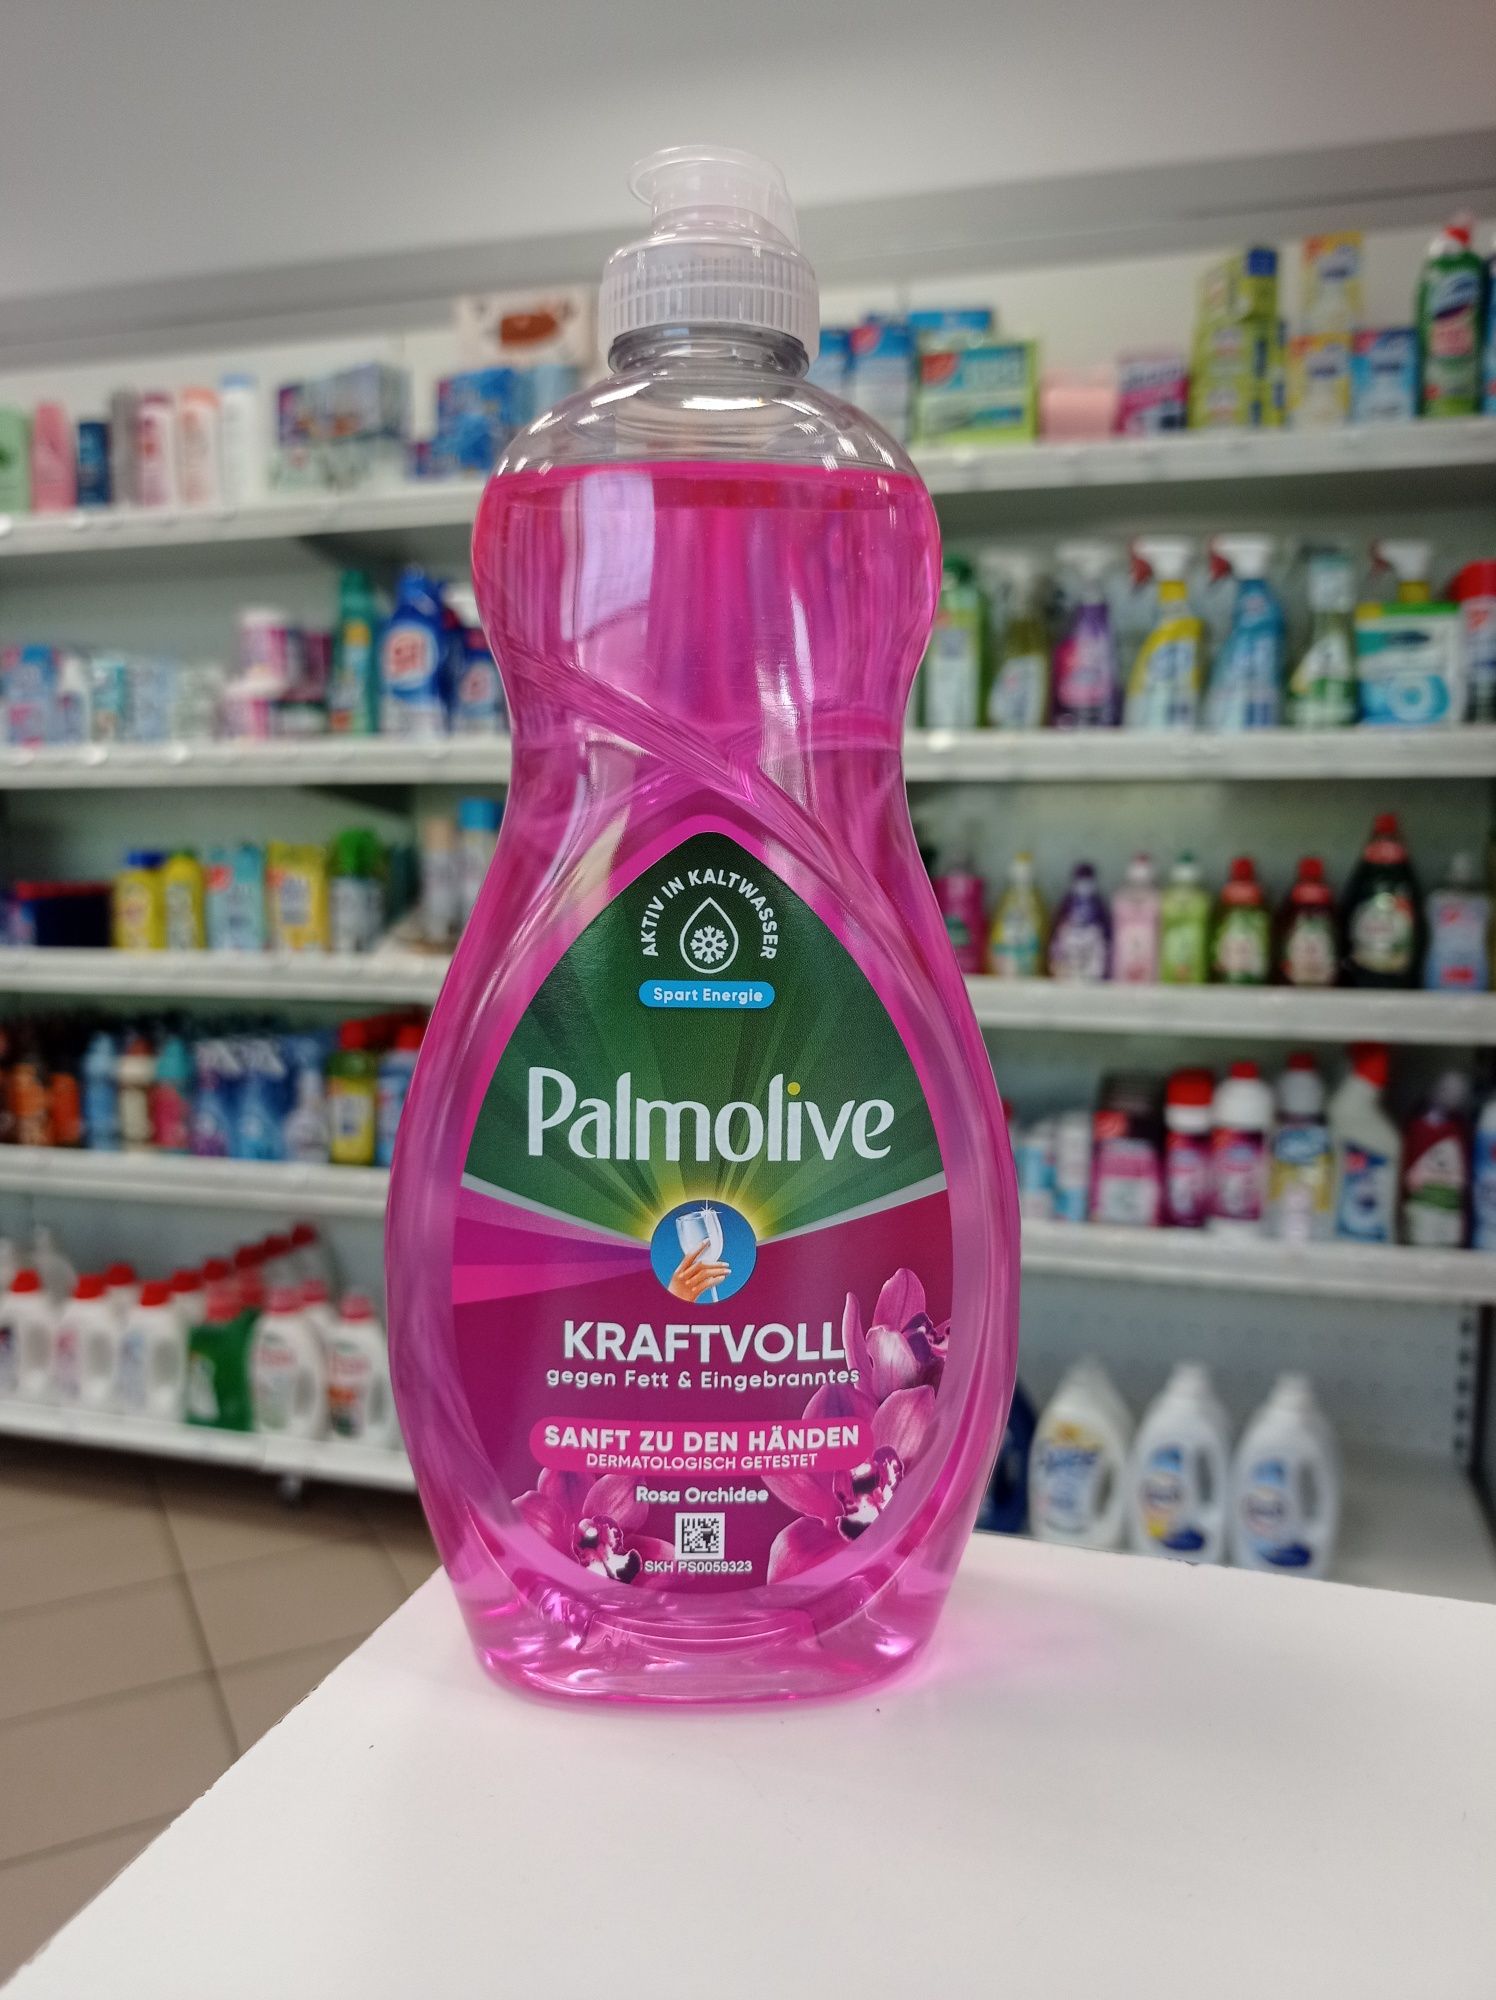 AKTIV IN KALTWASSER
Spart Energie
Palmolive
KRAFTVOLL
gegen Fett & Eingebranntes
SANFT ZU DEN HÄNDEN
DERMATOLOGISCH GETESTET
Rosa Orchidee
SKH PS0059323